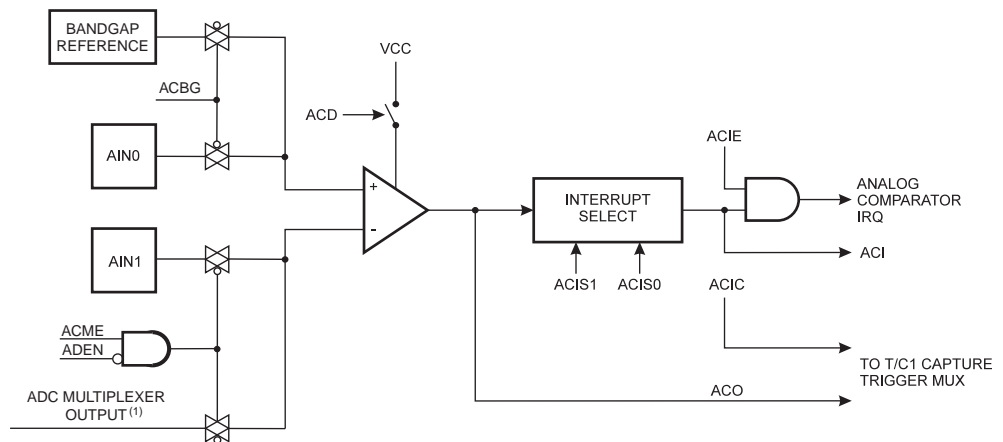 BANDGAP
REFERENCE
ACBG
AIN0
AIN1
ACME
ADEN
ADC MULTIPLEXER
OUTPUT (1)
VCC
ACD
+
-
INTERRUPT
SELECT
ACIS1
ACIS0
ACIE
ANALOG
COMPARATOR
IRQ
ACI
ACIC
TO T/C1 CAPTURE
TRIGGER MUX
ACO